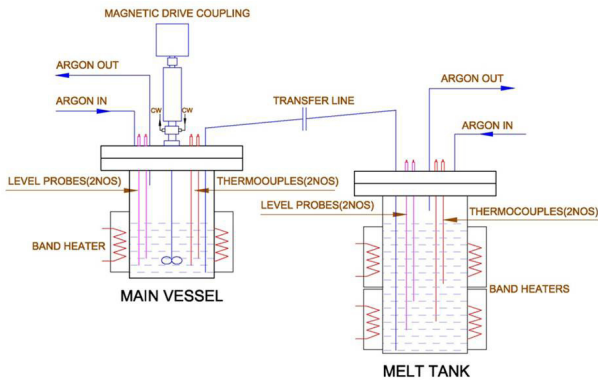 MAGNETIC DRIVE COUPLING
ARGON OUT
ARGON IN
CW
CW
TRANSFER LINE
ARGON OUT
ARGON IN
LEVEL PROBES(2NOS)
THERMOUPLES(2NOS)
LEVEL PROBES(2NOS)
THERMOCOUPLES(2NOS)
BAND HEATER
BAND HEATERS
MAIN VESSEL
MELT TANK